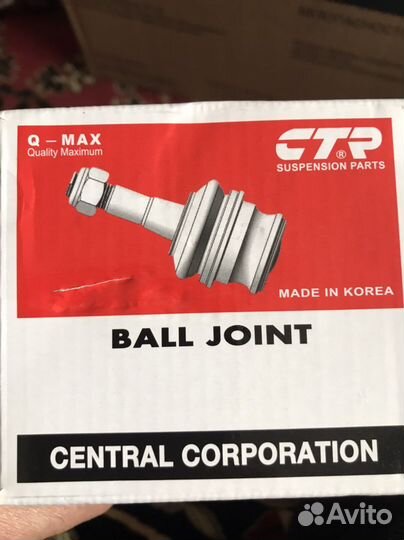 Q – MAX
Quality Maximum
CTR®
SUSPENSION PARTS
MADE IN KOREA
BALL JOINT
CENTRAL CORPORATION
Avito